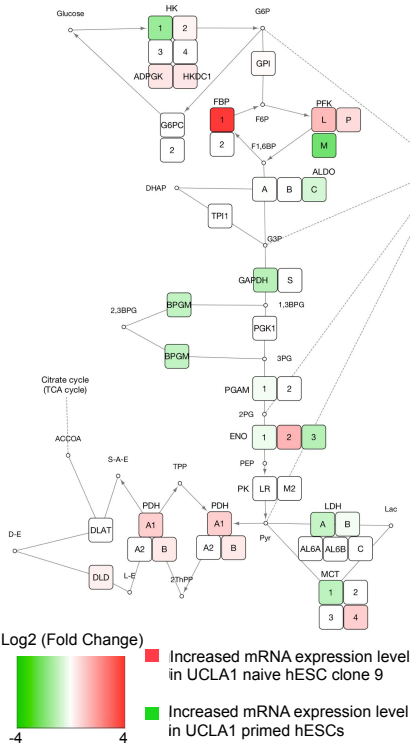 Glucose
HK
G6P
1 2
3 4
ADPGK HKDC1
GPI
G6PC
2
FBP
1
2
F6P
PFK
L P
M
F1,6BP
ALDO
A B C
DHAP
TPI1
G3P
GAPDH S
BPGM
1,3BPG
2,3BPG
PGK1
BPGM
3PG
PGAM 1 2
2PG
ENO 1 2 3
PEP
PK LR M2
Pyr
Citrate cycle
(TCA cycle)
ACCOA
S-A-E
TPP
PDH
A1
A2 B
PDH
A1
A2 B
DLAT
D-E
DLD
L-E
2ThPP
LDH
A B
AL6A AL6B C
Lac
MCT
1 2
3 4
Log2 (Fold Change)
-4 4
Increased mRNA expression level
in UCLA1 naive hESC clone 9
Increased mRNA expression level
in UCLA1 primed hESCs